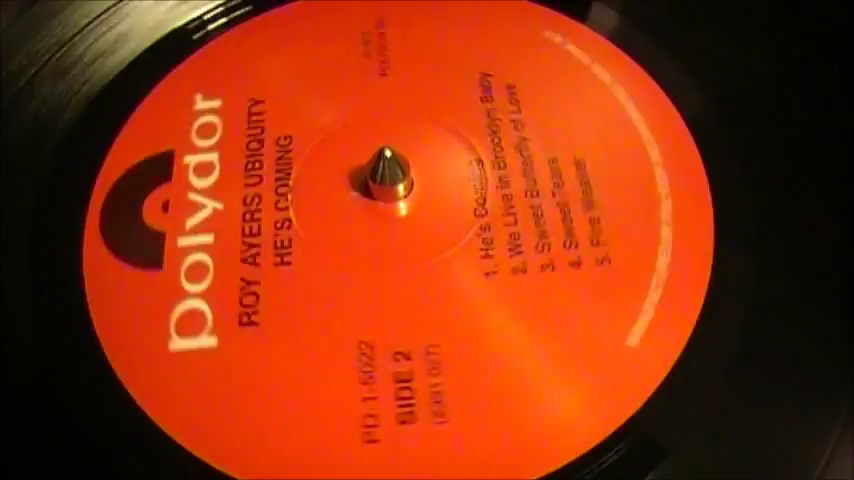 polydor
ROY AYERS UBIQUITY
HE'S COMING
PD 1-5022
SIDE 2
1. He's Coming
2. We Live in Brooklyn Baby
3. Sweet Butterfly of Love
4. Sweet Tears
5. Fire Weaver